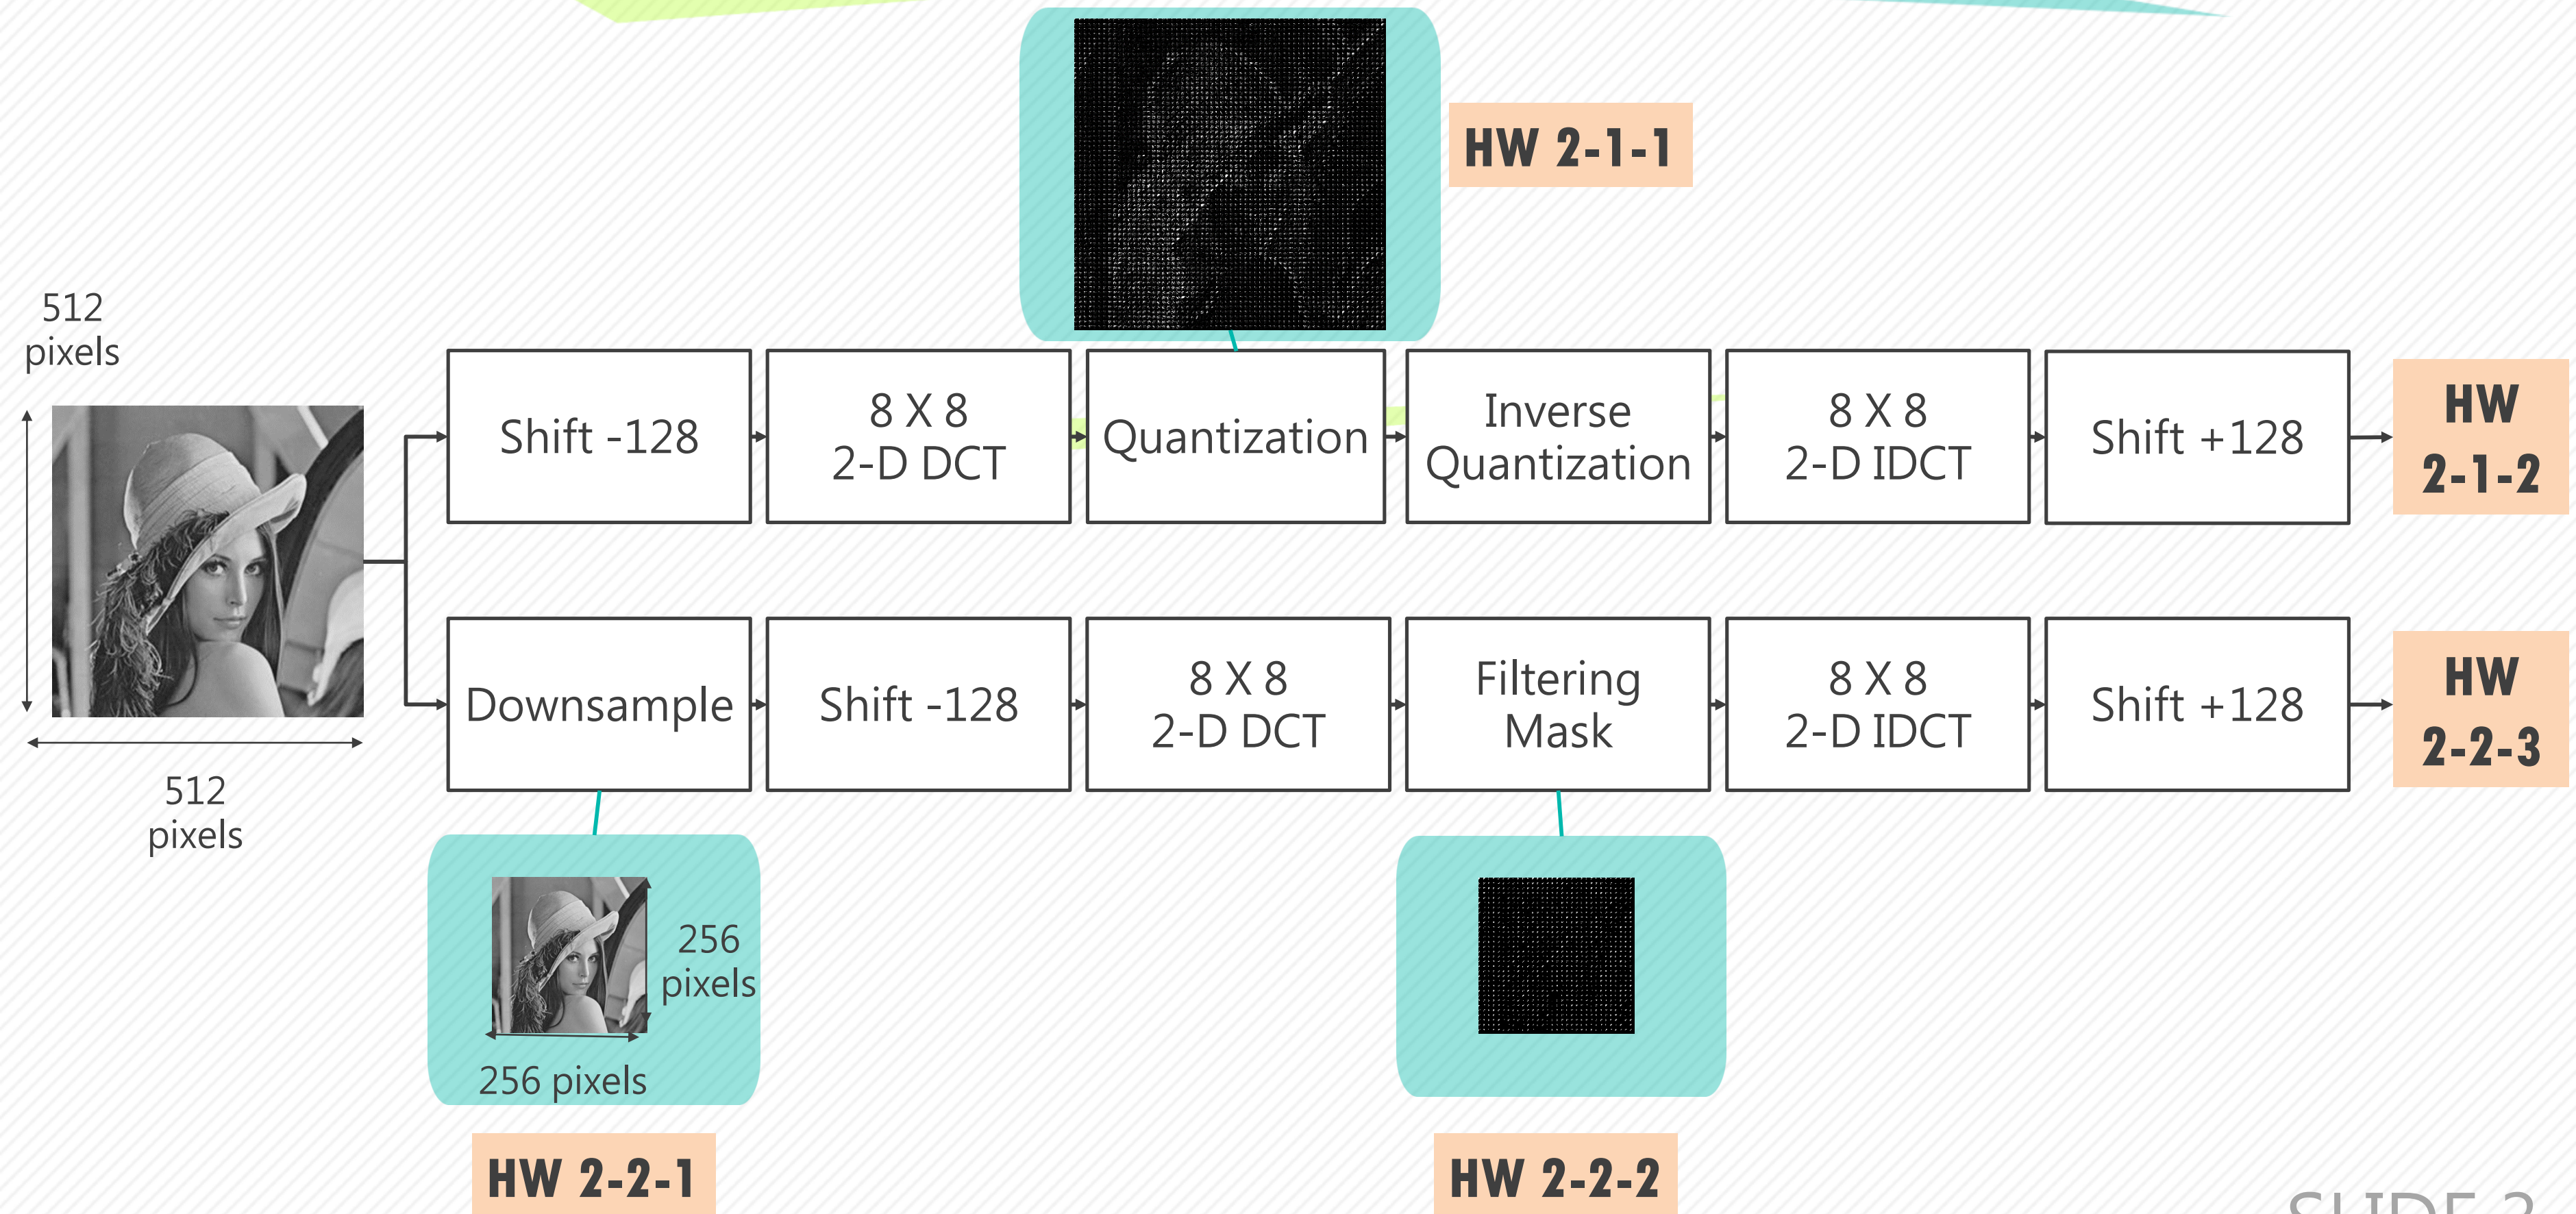 HW 2-1-1
512
pixels
512
pixels
Shift -128
8 X 8
2-D DCT
Quantization
Inverse
Quantization
8 X 8
2-D IDCT
Shift +128
HW
2-1-2
Downsample
Shift -128
8 X 8
2-D DCT
Filtering
Mask
8 X 8
2-D IDCT
Shift +128
HW
2-2-3
256
pixels
256 pixels
HW 2-2-1
HW 2-2-2